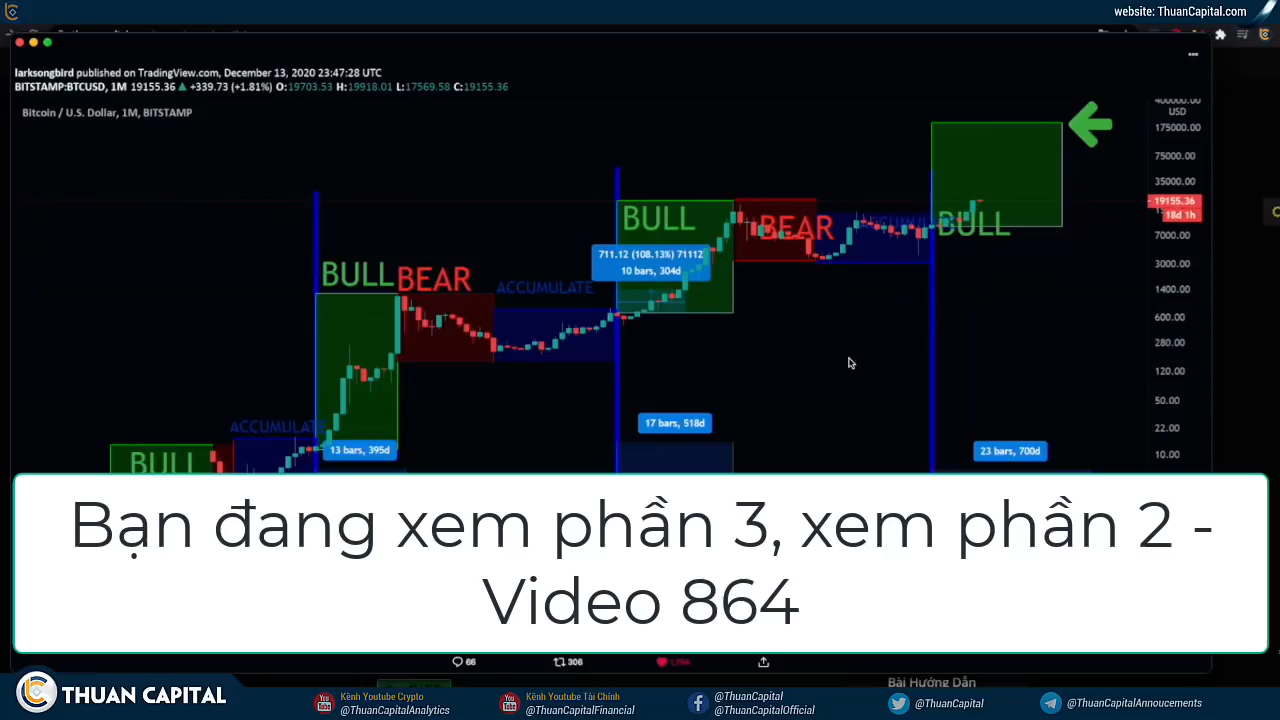 website: ThuanCapital.com
larksongbird published on TradingView.com, December 13, 2020 23:47:28 UTC
BITSTAMP:BTCUSD, 1M 19155.36 ▲ +339.73 (+1.81%) O:19703.53 H:19918.01 L:17569.58 C:19155.36
Bitcoin / U.S. Dollar, 1M, BITSTAMP
400000.00
USD
175000.00
75000.00
35000.00
19155.36
18d 1h
7000.00
3000.00
1400.00
600.00
280.00
120.00
50.00
22.00
10.00
BULL
BEAR
BULL
711.12 (108.13%) 71112
10 bars, 304d
BULL
BEAR
ACCUMULATE
17 bars, 518d
13 bars, 395d
23 bars, 700d
BULL
Bạn đang xem phần 3, xem phần 2 -
Video 864
66
306
Bài Hướng Dẫn
THUAN CAPITAL
Kênh Youtube Crypto
@ThuanCapitalAnalytics
Kênh Youtube Tài Chính
@ThuanCapitalFinancial
@ThuanCapital
@ThuanCapitalOfficial
@ThuanCapital
@ThuanCapitalAnnoucements